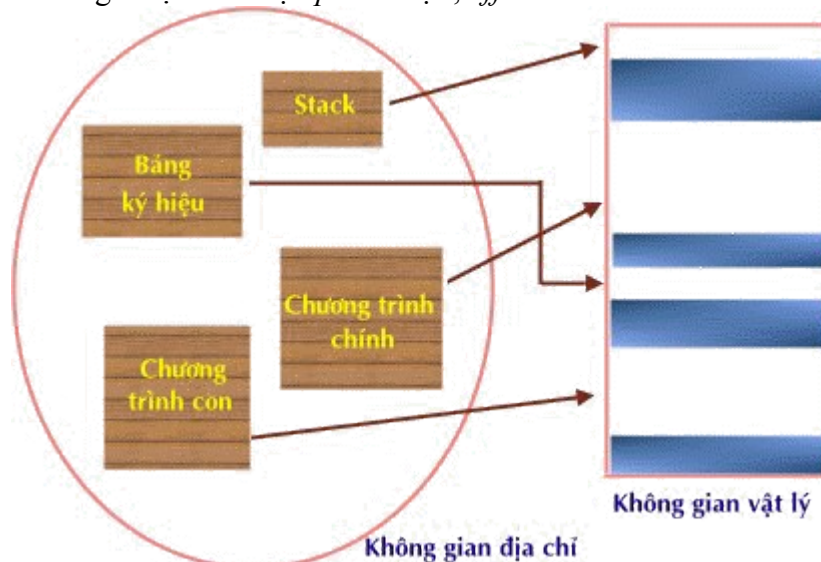 Stack
Bảng
ký hiệu
Chương trình
chính
Chương
trình con
Không gian vật lý
Không gian địa chỉ